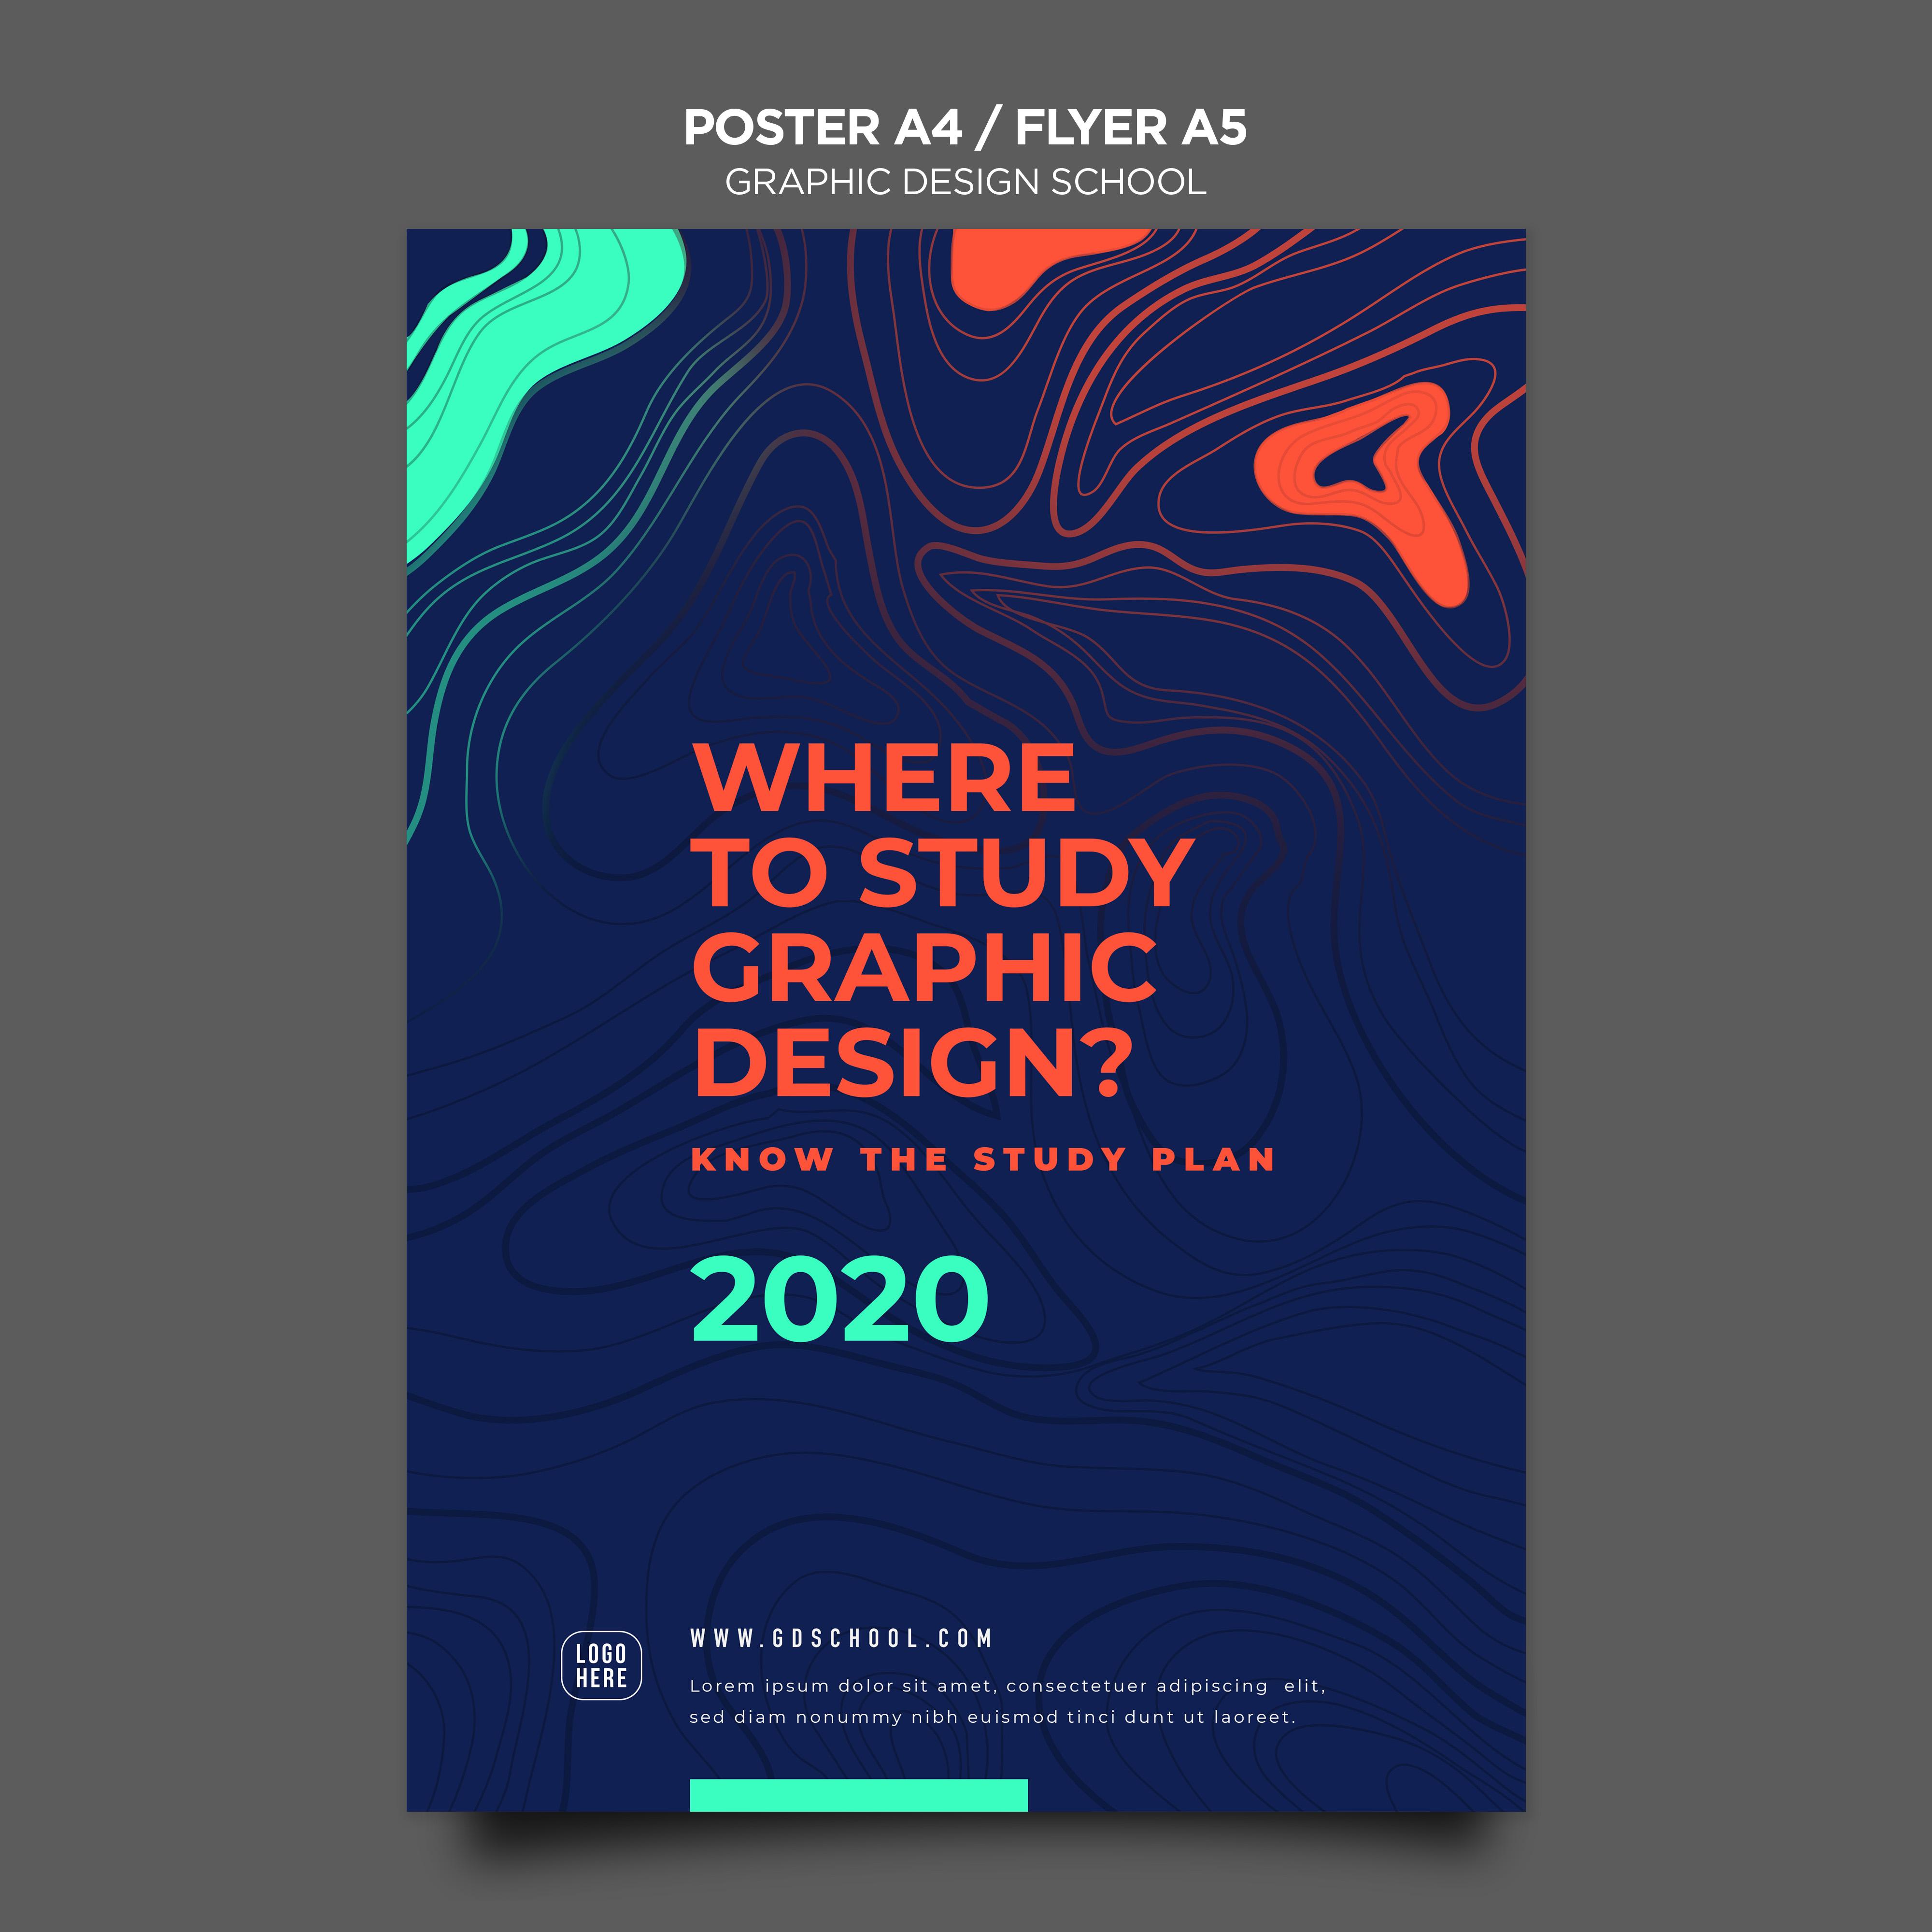 POSTER A4 / FLYER A5
GRAPHIC DESIGN SCHOOL
WHERE
TO STUDY
GRAPHIC
DESIGN?
KNOW THE STUDY PLAN
2020
LOGO
HERE
WWW.GDSCHOOL.COM
Lorem ipsum dolor sit amet, consectetuer adipiscing elit,
sed diam nonummy nibh euismod tinci dunt ut laoreet.